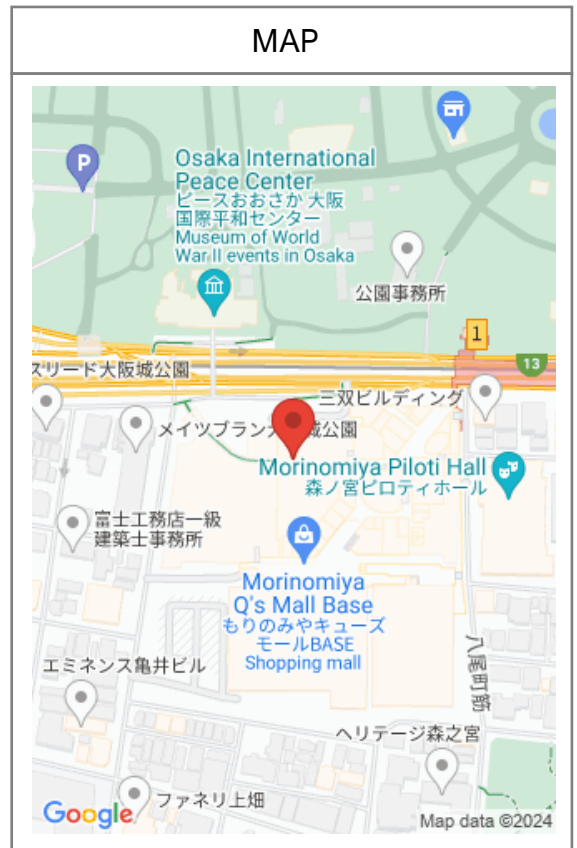 MAP
P
Osaka International
Peace Center
ピースおおさか 大阪
国際平和センター
Museum of World
War II events in Osaka
公園事務所
1
13
スリード大阪城公園
三双ビルディング
メイツブラン
城公園
Morinomiya Piloti Hall
森ノ宮ピロティホール
富士工務店一級
建築士事務所
Morinomiya
Q's Mall Base
もりのみやキューズ
モールBASE
Shopping mall
八尾町筋
エミネンス亀井ビル
ヘリテージ森之宮
ファネリ上畑
Google
Map data ©2024